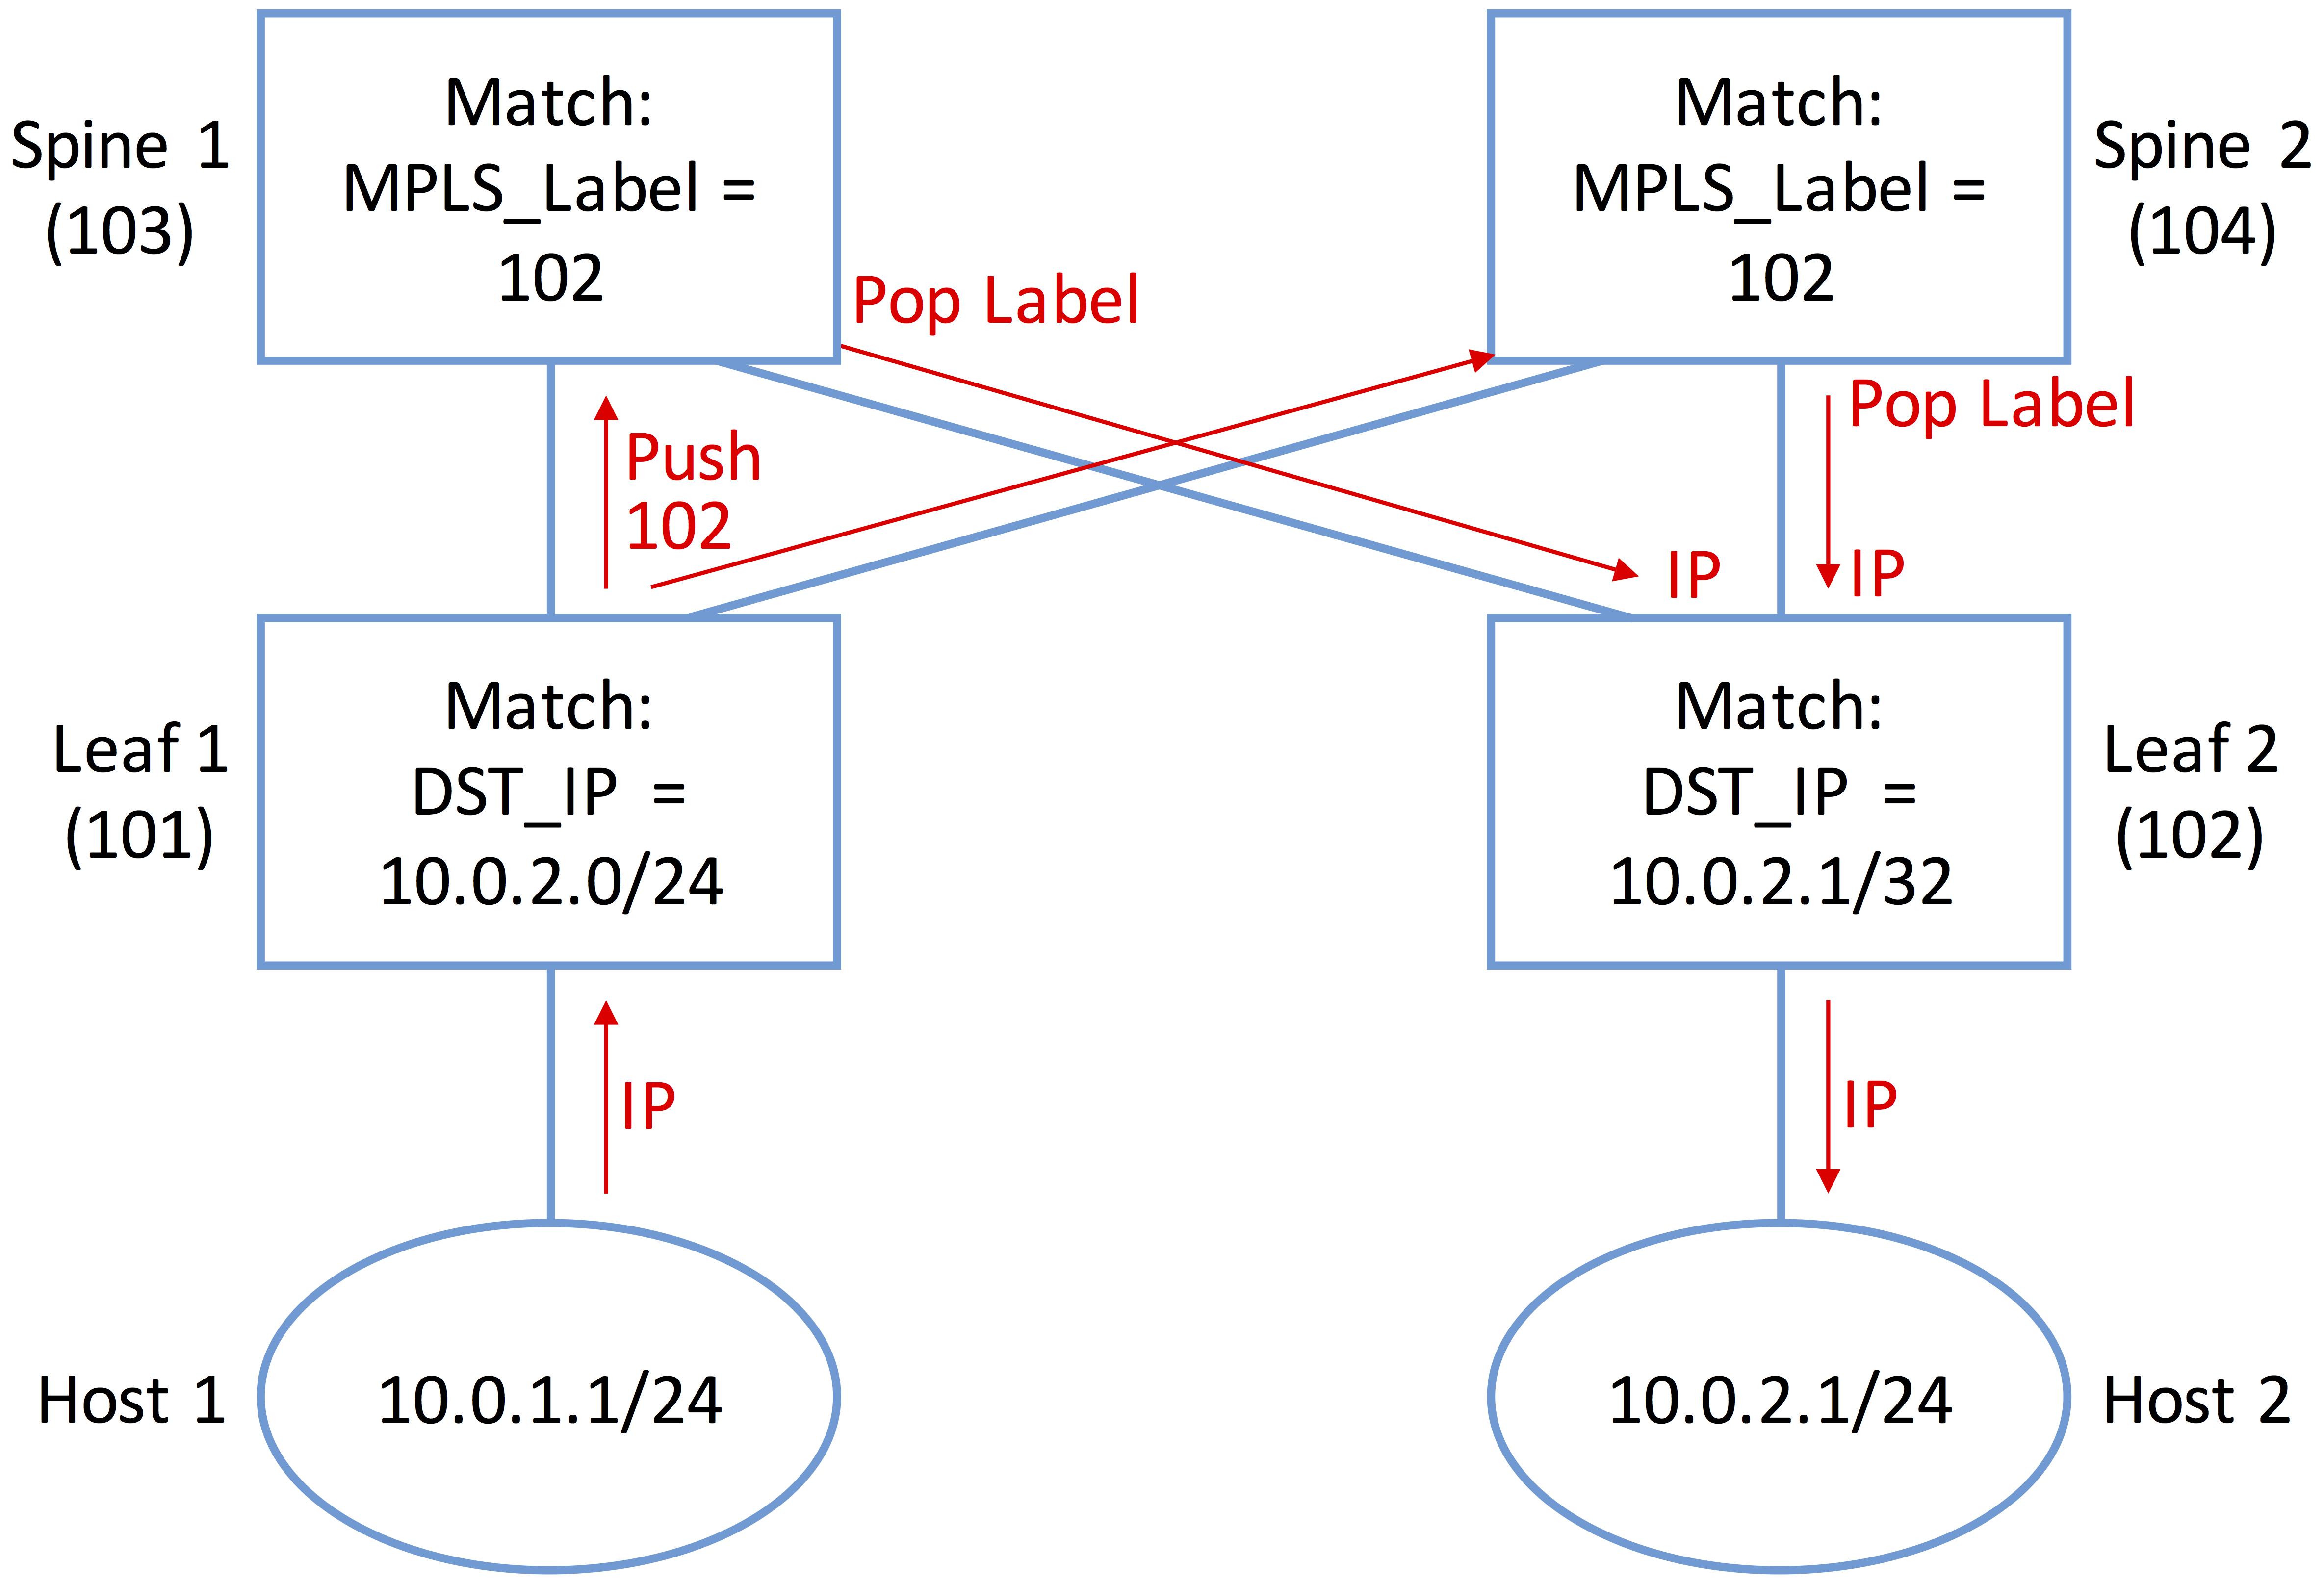 Spine 1
(103)
Match:
MPLS_Label =
102
Match:
MPLS_Label =
102
Spine 2
(104)
Pop Label
Pop Label
Push
102
IP
IP
Leaf 1
(101)
Match:
DST_IP =
10.0.2.0/24
Match:
DST_IP =
10.0.2.1/32
Leaf 2
(102)
IP
IP
Host 1
10.0.1.1/24
10.0.2.1/24
Host 2